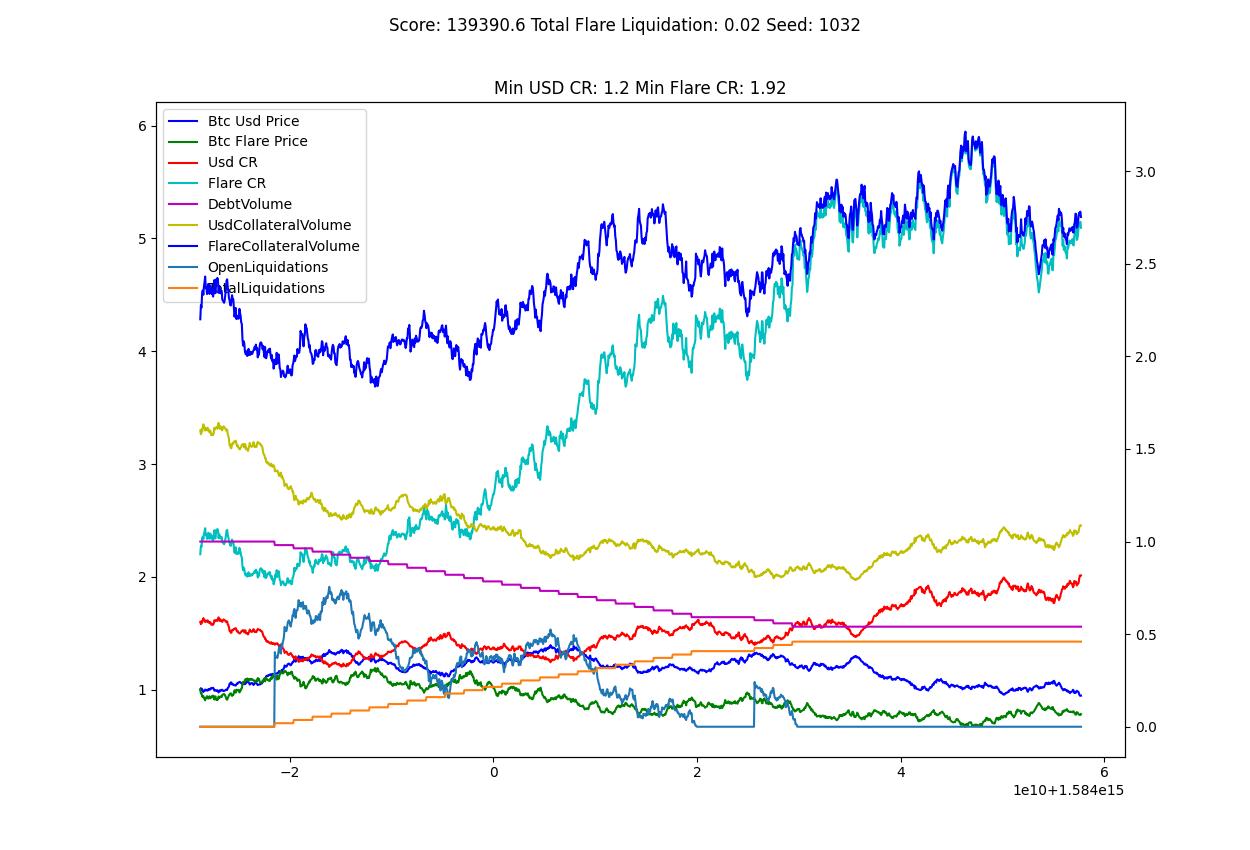 Score: 139390.6 Total Flare Liquidation: 0.02 Seed: 1032
Min USD CR: 1.2 Min Flare CR: 1.92
Btc Usd Price
Btc Flare Price
Usd CR
Flare CR
DebtVolume
UsdCollateralVolume
FlareCollateralVolume
OpenLiquidations
TotalLiquidations
6
5
4
3
2
1
3.0
2.5
2.0
1.5
1.0
0.5
0.0
−2
0
2
4
6
1e10+1.584e15